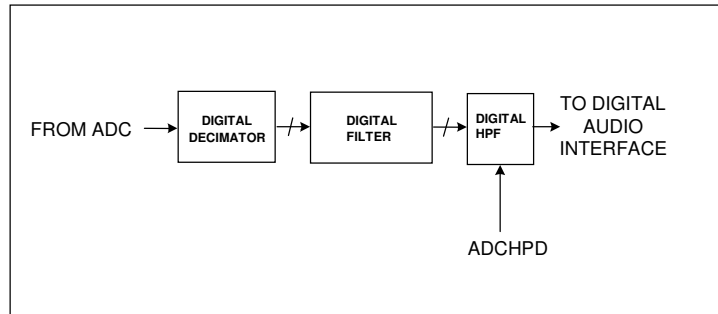 FROM ADC
DIGITAL
DECIMATOR
DIGITAL
FILTER
DIGITAL
HPF
TO DIGITAL
AUDIO
INTERFACE
ADCHPD